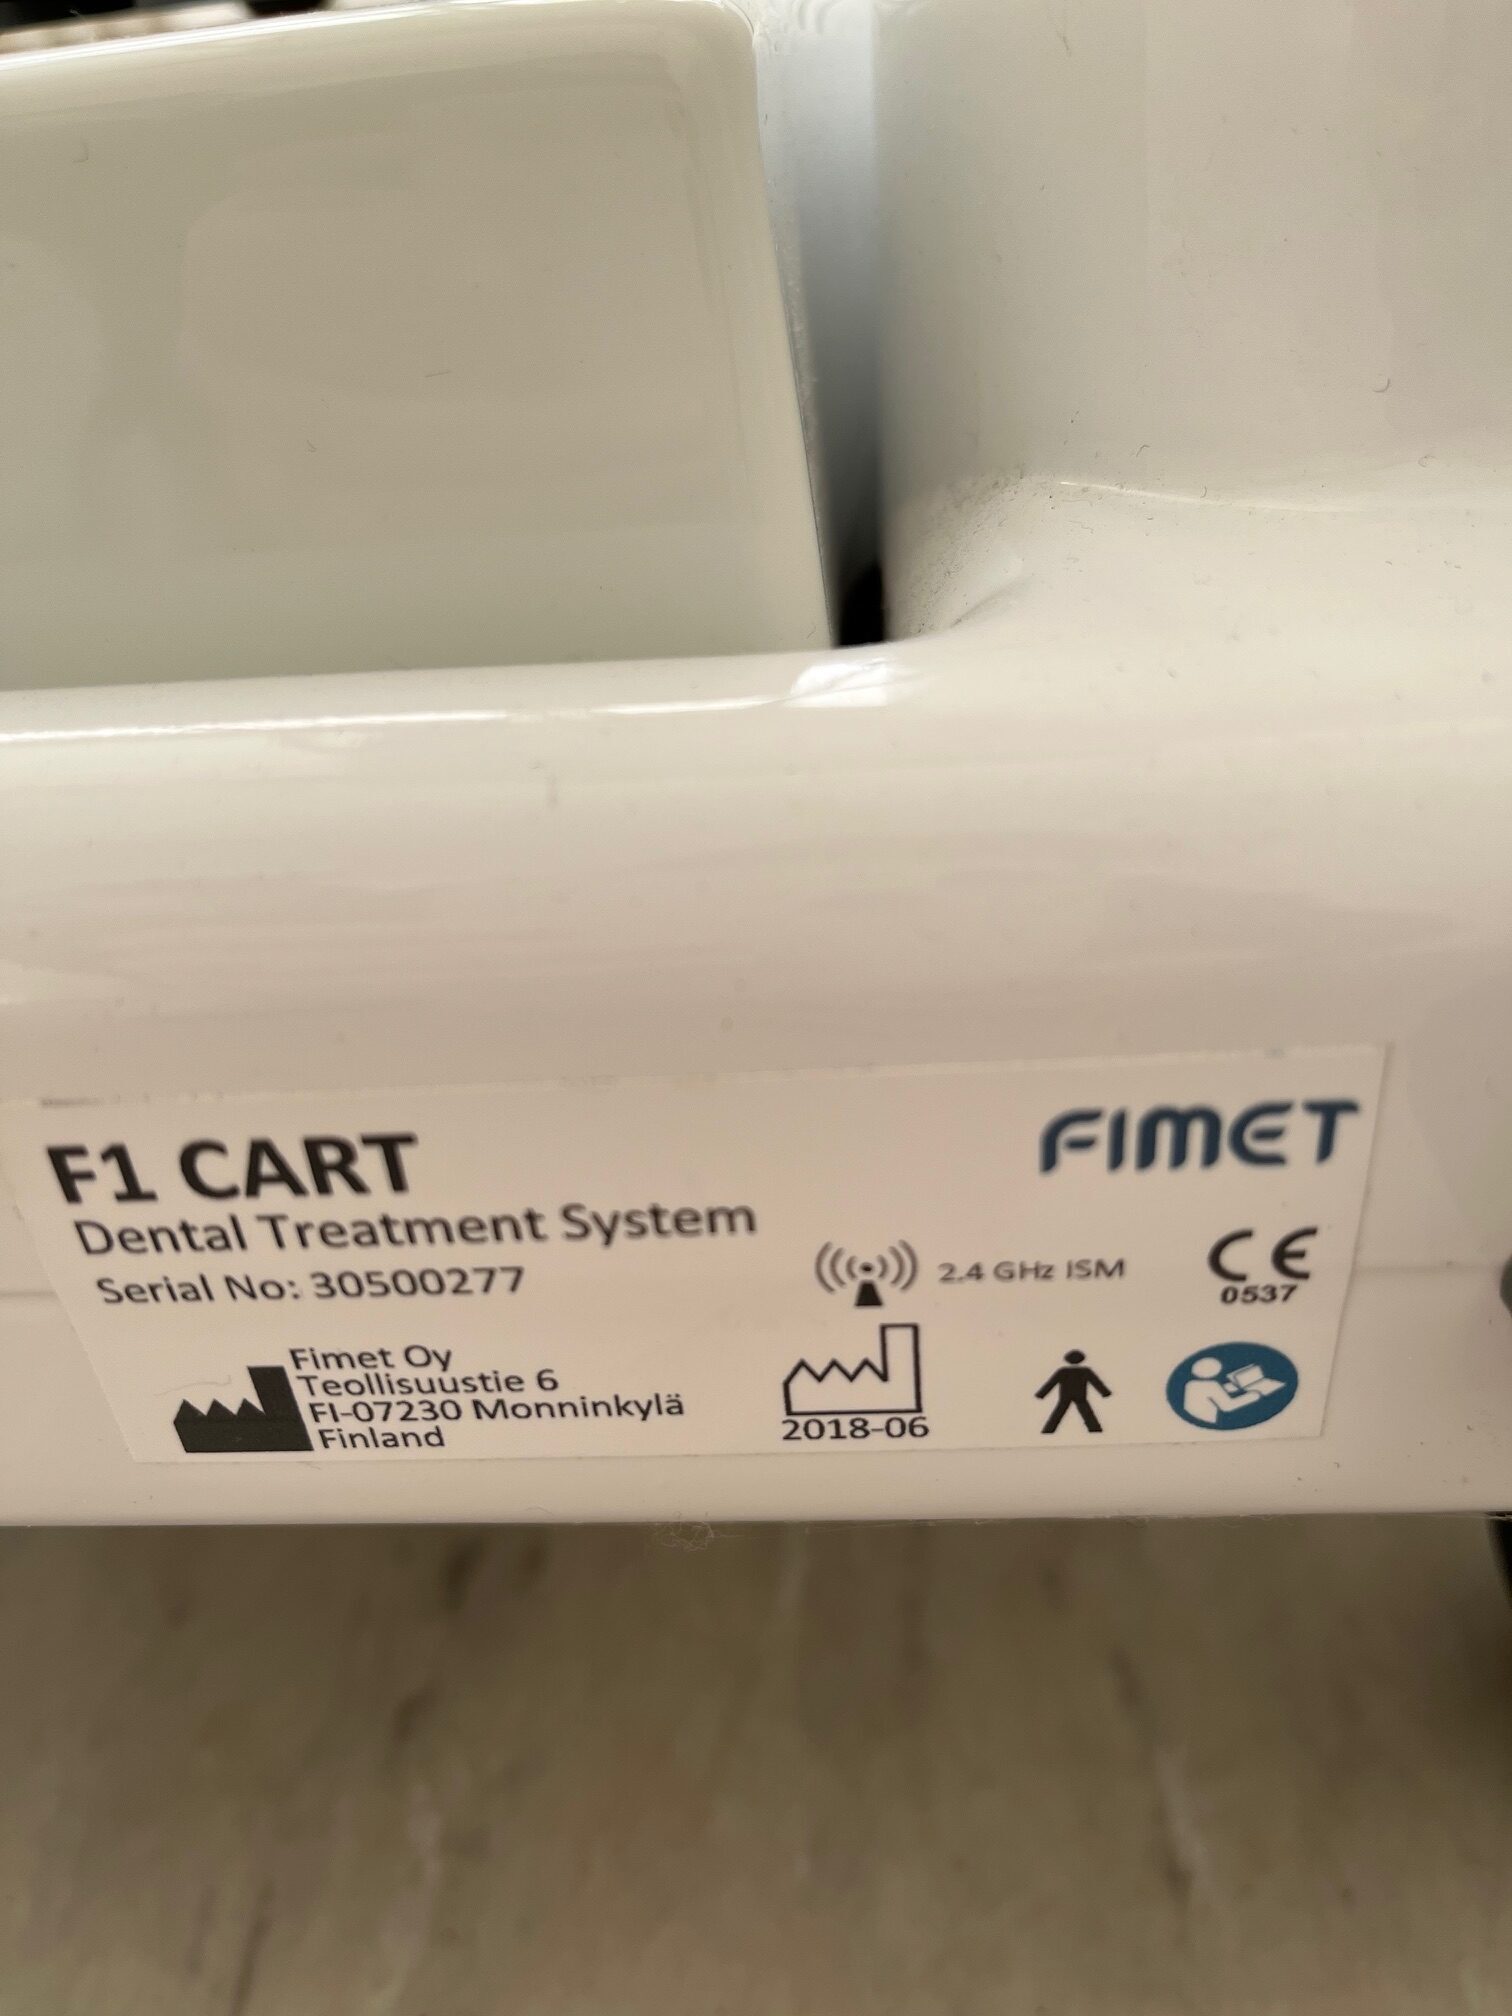 F1 CART
FIMET
Dental Treatment System
Serial No: 30500277
2.4 GHz ISM
CE
0537
Fimet Oy
Teollisuustie 6
FI-07230 Monninkylä
Finland
2018-06